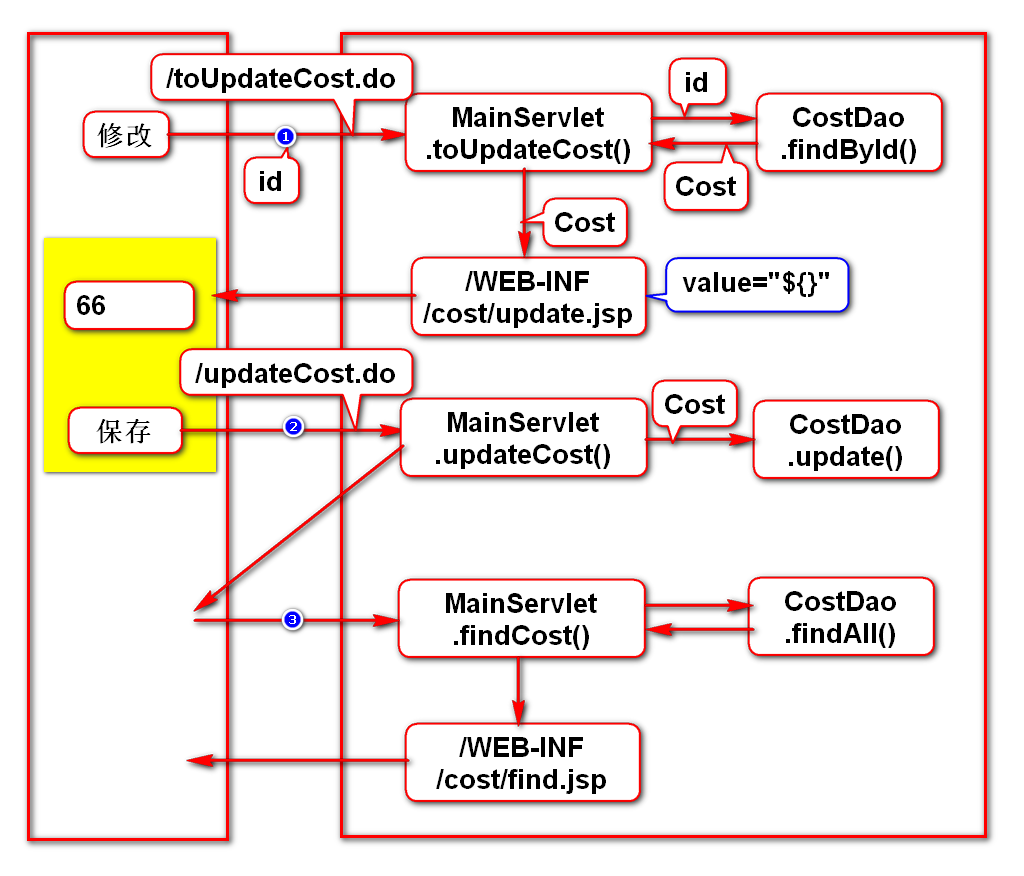 /toUpdateCost.do
id
修改
1
MainServlet
.toUpdateCost()
CostDao
.findById()
id
Cost
Cost
/WEB-INF
/cost/update.jsp
value="${}"
66
/updateCost.do
保存
2
MainServlet
.updateCost()
Cost
CostDao
.update()
3
MainServlet
.findCost()
CostDao
.findAll()
/WEB-INF
/cost/find.jsp